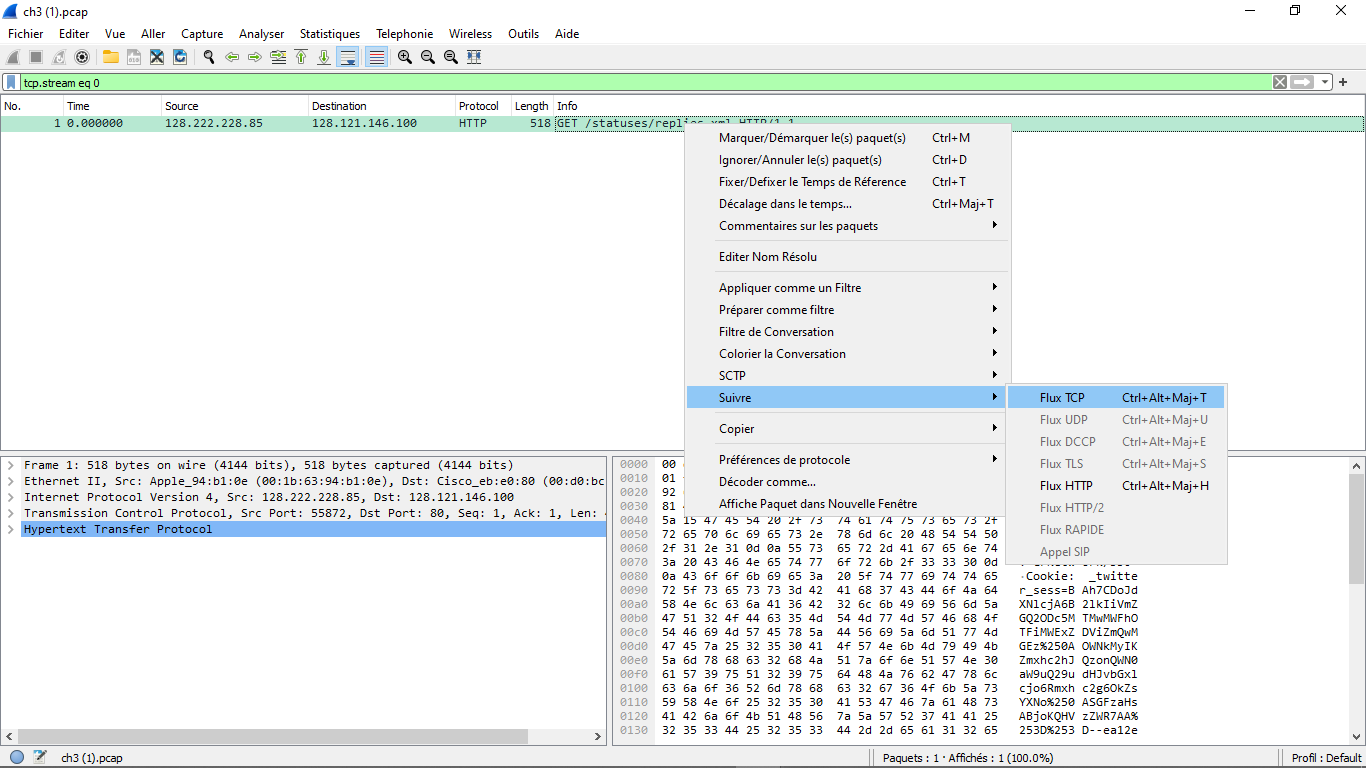 ch3 (1).pcap
Fichier Editer Vue Aller Capture Analyser Statistiques Telephonie Wireless Outils Aide
tcp.stream eq 0
No. Time Source Destination Protocol Length Info
1 0.000000 128.222.228.85 128.121.146.100 HTTP 518 GET /statuses/replies.xml HTTP/1.1
Marquer/Démarquer le(s) paquet(s) Ctrl+M
Ignorer/Annuler le(s) paquet(s) Ctrl+D
Fixer/Defixer le Temps de Réference Ctrl+T
Décalage dans le temps... Ctrl+Maj+T
Commentaires sur les paquets
Editer Nom Résolu
Appliquer comme un Filtre
Préparer comme filtre
Filtre de Conversation
Colorier la Conversation
SCTP
Suivre
Copier
Préférences de protocole
Décoder comme...
Affiche Paquet dans Nouvelle Fenêtre
Flux TCP Ctrl+Alt+Maj+T
Flux UDP Ctrl+Alt+Maj+U
Flux DCCP Ctrl+Alt+Maj+E
Flux TLS Ctrl+Alt+Maj+S
Flux HTTP Ctrl+Alt+Maj+H
Flux HTTP/2
Flux RAPIDE
Appel SIP
Frame 1: 518 bytes on wire (4144 bits), 518 bytes captured (4144 bits)
Ethernet II, Src: Apple_94:b1:0e (00:1b:63:94:b1:0e), Dst: Cisco_eb:e0:80 (00:d0:bc
Internet Protocol Version 4, Src: 128.222.228.85, Dst: 128.121.146.100
Transmission Control Protocol, Src Port: 55872, Dst Port: 80, Seq: 1, Ack: 1, Len:
Hypertext Transfer Protocol
0000 00
0010 01
0020 92
0030 81
0040 5a 15 47 45 54 20 2f 73 74 61 74 75 73 65 73 2f
0050 72 65 70 6c 69 65 73 2e 78 6d 6c 20 48 54 54 50
0060 2f 31 2e 31 0d 0a 55 73 65 72 2d 41 67 65 6e 74
0070 3a 20 43 46 4e 65 74 77 6f 72 6b 2f 33 33 30 0d
0080 0a 43 6f 6f 6b 69 65 3a 20 5f 74 77 69 74 74 65 ·Cookie: _twitte
0090 72 5f 73 65 73 73 3d 42 41 68 37 43 44 6f 4a 64 r_sess=B Ah7CDoJd
00a0 58 4e 6c 63 6a 41 36 42 32 6c 6b 49 69 56 6d 5a XNlcjA6B 2lkIiVmZ
00b0 47 51 32 4f 44 63 35 4d 54 4d 77 4d 57 46 68 4f GQ2ODc5M TMwMWFhO
00c0 54 46 69 4d 57 45 78 5a 44 56 69 5a 6d 51 77 4d TFiMWExZ DViZmQwM
00d0 47 45 7a 25 32 35 30 41 4f 57 4e 6b 4d 79 49 4b GEz%250A OWNkMyIK
00e0 5a 6d 78 68 63 32 68 4a 51 7a 6f 6e 51 57 4e 30 Zmxhc2hJ QzonQWN0
00f0 61 57 39 75 51 32 39 75 64 48 4a 76 62 47 78 6c aW9uQ29u dHJvbGxl
0100 63 6a 6f 36 52 6d 78 68 63 32 67 36 4f 6b 5a 73 cjo6Rmxh c2g6OkZs
0110 59 58 4e 6f 25 32 35 30 41 53 47 46 7a 61 48 73 YXNo%250 ASGFzaHs
0120 41 42 6a 6f 4b 51 48 56 7a 5a 57 52 37 41 41 25 ABjoKQHV zZWR7AA%
0130 32 35 33 44 25 32 35 33 44 2d 2d 65 61 31 32 65 253D%253 D--ea12e
ch3 (1).pcap
Paquets : 1 · Affichés : 1 (100.0%)
Profil : Default